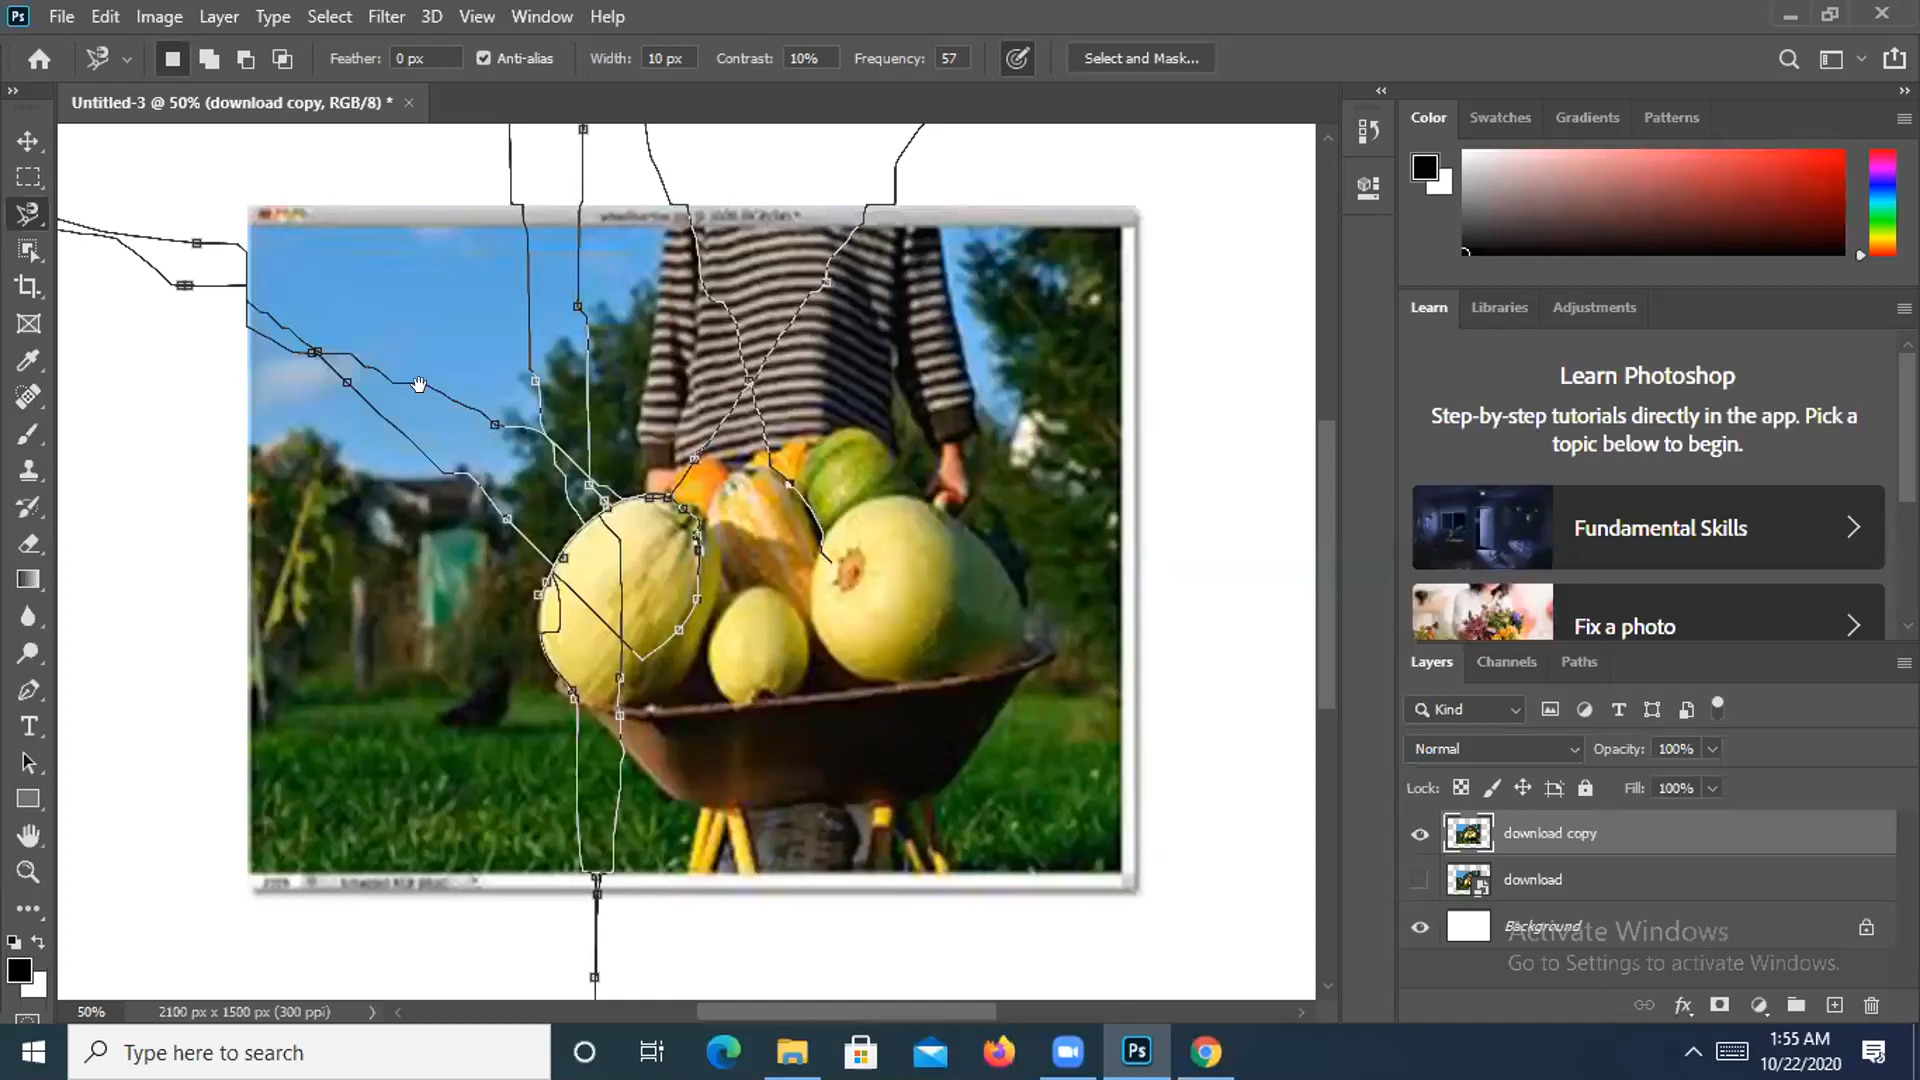 Ps File Edit Image Layer Type Select Filter 3D View Window Help
Feather: 0 px Anti-alias Width: 10 px Contrast: 10% Frequency: 57 Select and Mask...
Untitled-3 @ 50% (download copy, RGB/8) * ×
Color Swatches Gradients Patterns
Learn Libraries Adjustments
Learn Photoshop
Step-by-step tutorials directly in the app. Pick a
topic below to begin.
Fundamental Skills
Fix a photo
Layers Channels Paths
Kind
Normal Opacity: 100%
Lock: Fill: 100%
download copy
download
Background
Activate Windows
Go to Settings to activate Windows.
50% 2100 px x 1500 px (300 ppi)
Type here to search
Ps
1:55 AM
10/22/2020